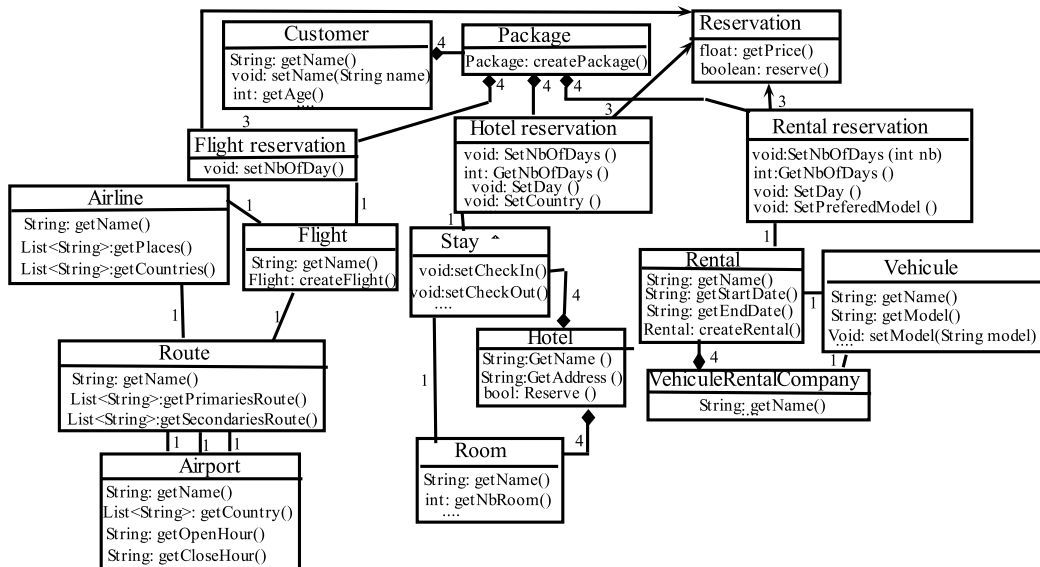 Customer
String: getName()
void: setName(String name)
int: getAge()
....
4
Package
Package: createPackage()
4
4
4
Reservation
float: getPrice()
boolean: reserve()
3
3
3
Flight reservation
void: setNbOfDay()
Hotel reservation
void: SetNbOfDays ()
int: GetNbOfDays ()
void: SetDay ()
void: SetCountry ()
Rental reservation
void:SetNbOfDays (int nb)
int:GetNbOfDays ()
void: SetDay ()
void: SetPreferedModel ()
Airline
String: getName()
List<String>:getPlaces()
List<String>:getCountries()
1
1
Flight
String: getName()
Flight: createFlight()
1
Stay
void:setCheckIn()
void:setCheckOut()
....
4
1
Rental
String: getName()
String: getStartDate()
String: getEndDate()
Rental: createRental()
1
Vehicule
String: getName()
String: getModel()
Void: setModel(String model)
....
1
1
1
Route
String: getName()
List<String>:getPrimariesRoute()
List<String>:getSecondariesRoute()
1
Hotel
String:GetName ()
String:GetAddress ()
bool: Reserve ()
4
4
VehiculeRentalCompany
String: getName()
....
1
1
1
Airport
String: getName()
List<String>: getCountry()
String: getOpenHour()
String: getCloseHour()
Room
String: getName()
int: getNbRoom()
....